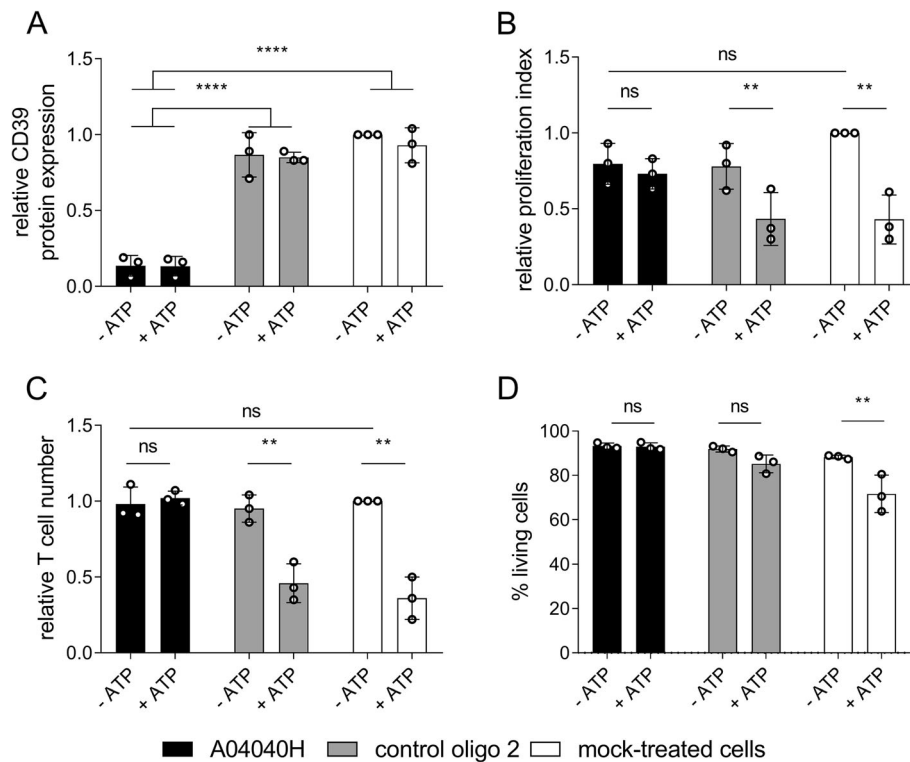 A
****
****
relative CD39
protein expression
1.5
1.0
0.5
0.0
- ATP
+ ATP
- ATP
+ ATP
- ATP
+ ATP
B
ns
ns
**
**
relative proliferation index
1.5
1.0
0.5
0.0
- ATP
+ ATP
- ATP
+ ATP
- ATP
+ ATP
C
ns
ns
**
**
relative T cell number
1.5
1.0
0.5
0.0
- ATP
+ ATP
- ATP
+ ATP
- ATP
+ ATP
D
ns
ns
**
% living cells
100
80
60
40
20
0
- ATP
+ ATP
- ATP
+ ATP
- ATP
+ ATP
A04040H
control oligo 2
mock-treated cells